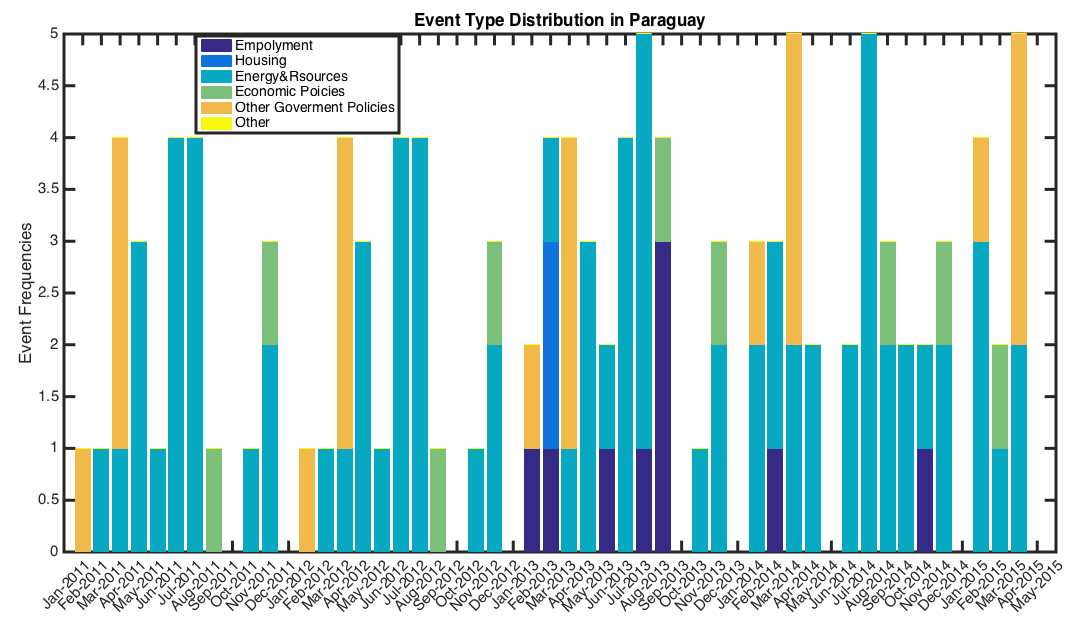 Event Type Distribution in Paraguay
Empolyment
Housing
Energy&Rsources
Economic Poicies
Other Goverment Policies
Other
Event Frequencies
5
4.5
4
3.5
3
2.5
2
1.5
1
0.5
0
Jan-2011
Feb-2011
Mar-2011
Apr-2011
May-2011
Jun-2011
Jul-2011
Aug-2011
Sep-2011
Oct-2011
Nov-2011
Dec-2011
Jan-2012
Feb-2012
Mar-2012
Apr-2012
May-2012
Jun-2012
Jul-2012
Aug-2012
Sep-2012
Oct-2012
Nov-2012
Dec-2012
Jan-2013
Feb-2013
Mar-2013
Apr-2013
May-2013
Jun-2013
Jul-2013
Aug-2013
Sep-2013
Oct-2013
Nov-2013
Dec-2013
Jan-2014
Feb-2014
Mar-2014
Apr-2014
May-2014
Jun-2014
Jul-2014
Aug-2014
Sep-2014
Oct-2014
Nov-2014
Dec-2014
Jan-2015
Feb-2015
Mar-2015
Apr-2015
May-2015